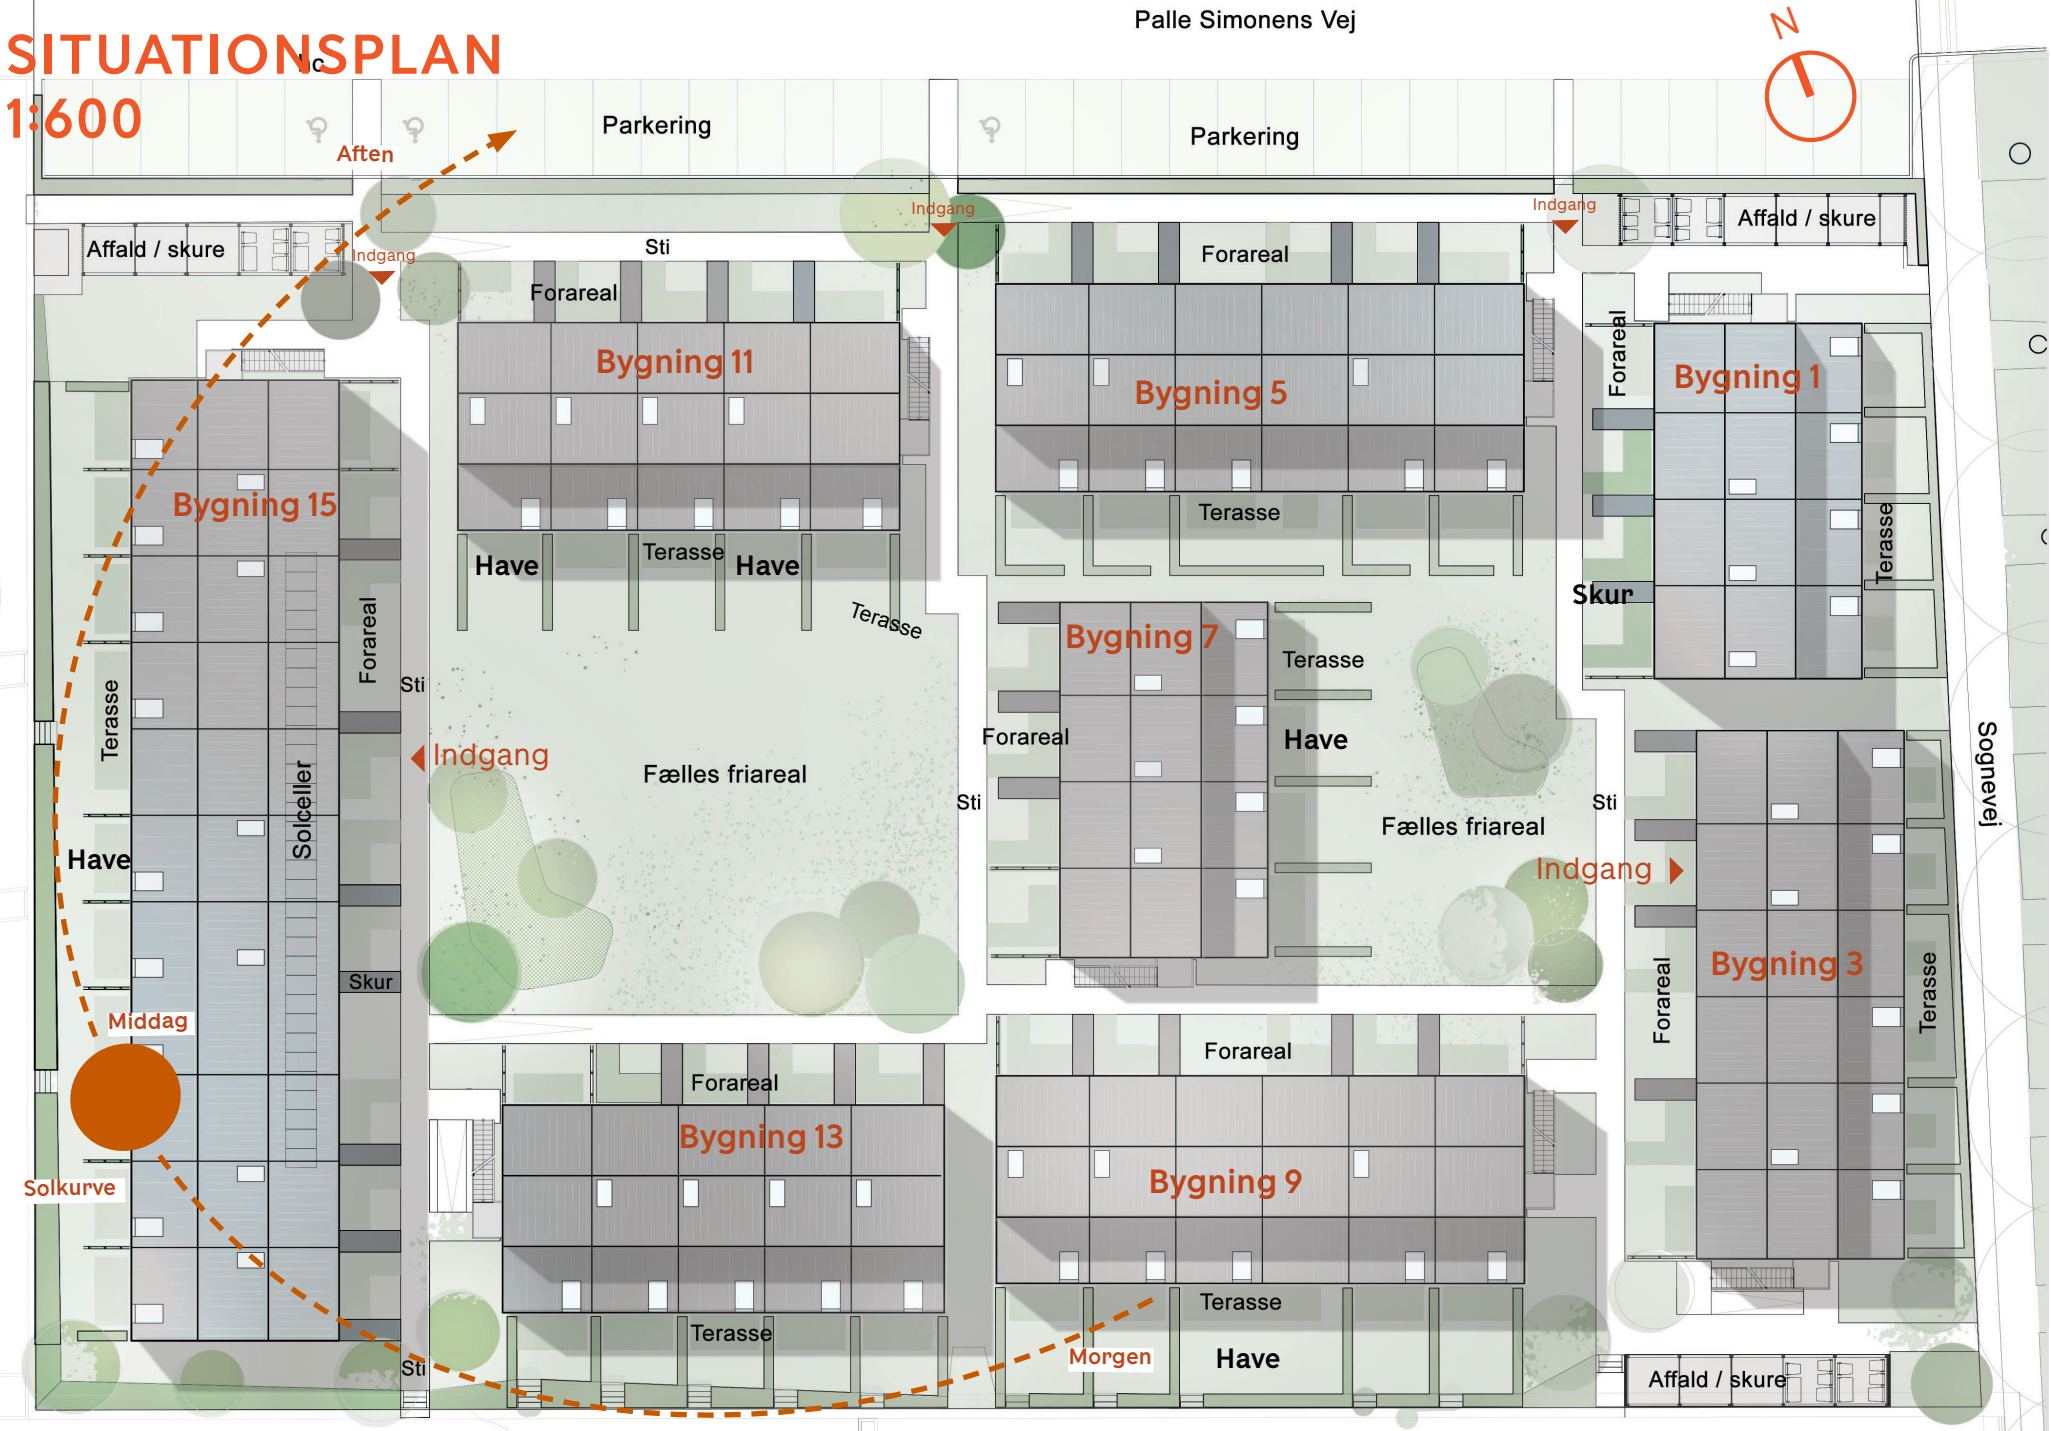 Palle Simonens Vej
N
SITUATIONSPLAN
hc
1:600
Parkering
Parkering
Aften
Indgang
Indgang
Affald / skure
Affald / skure
Sti
Forareal
Indgang
Forareal
Forareal
Bygning 11
Bygning 5
Bygning 1
Bygning 15
Terasse
Terasse
Have
Terasse
Have
Skur
Terasse
Forareal
Bygning 7
Terasse
Sti
Terasse
Forareal
Have
Indgang
Fælles friareal
Sognevej
Solceller
Sti
Sti
Fælles friareal
Have
Indgang
Bygning 3
Skur
Forareal
Terasse
Middag
Forareal
Forareal
Bygning 13
Bygning 9
Solkurve
Terasse
Terasse
Morgen
Have
Sti
Affald / skure